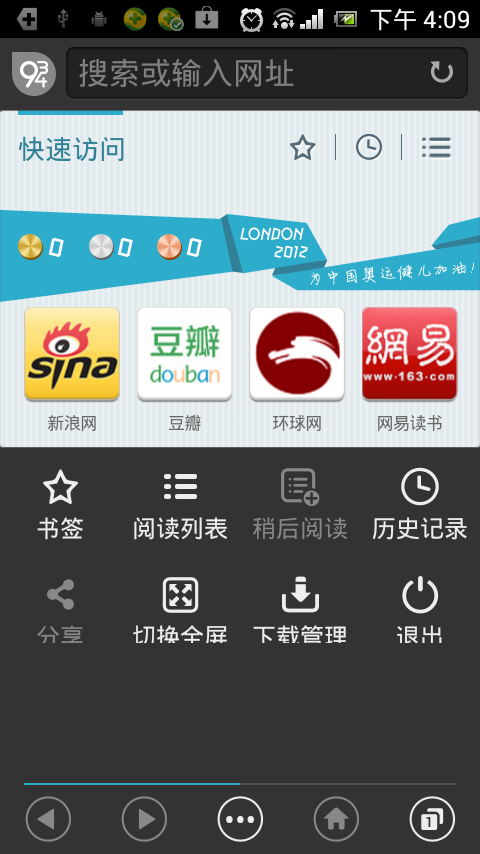 下午 4:09
934
搜索或输入网址
快速访问
0 0 0
LONDON
2012
为中国奥运健儿加油!
sina
豆瓣
douban
網易
www.163.com
新浪网 豆瓣 环球网 网易读书
书签 阅读列表 稍后阅读 历史记录
分享 切换全屏 下载管理 退出
1